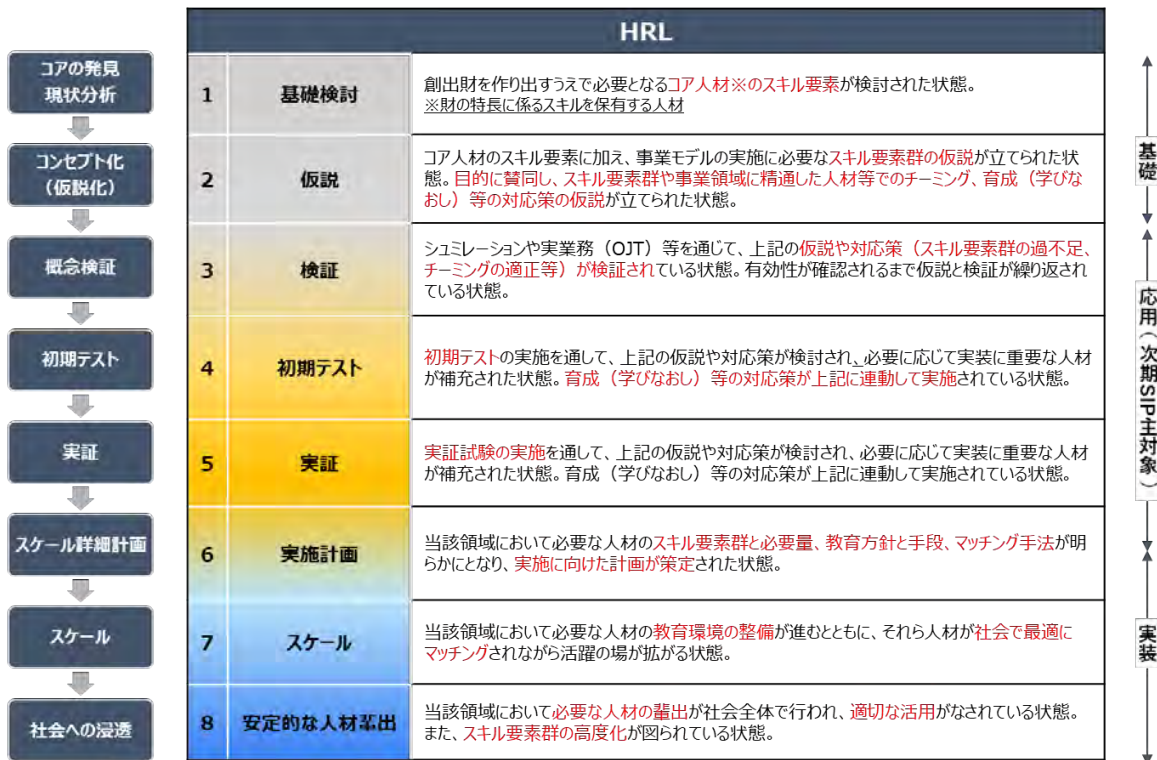 HRL
コアの発見
現状分析
1
基礎検討
創出財を作り出すうえで必要となるコア人材※のスキル要素が検討された状態。
※財の特長に係るスキルを保有する人材
コンセプト化
（仮説化）
2
仮説
コア人材のスキル要素に加え、事業モデルの実施に必要なスキル要素群の仮説が立てられた状
態。目的に賛同し、スキル要素群や事業領域に精通した人材等でのチーミング、育成（学びな
おし）等の対応策の仮説が立てられた状態。
概念検証
3
検証
シュミレーションや実業務（OJT）等を通じて、上記の仮説や対応策（スキル要素群の過不足、
チーミングの適正等）が検証されている状態。有効性が確認されるまで仮説と検証が繰り返され
ている状態。
初期テスト
4
初期テスト
初期テストの実施を通して、上記の仮説や対応策が検討され、必要に応じて実装に重要な人材
が補充された状態。育成（学びなおし）等の対応策が上記に連動して実施されている状態。
実証
5
実証
実証試験の実施を通して、上記の仮説や対応策が検討され、必要に応じて実装に重要な人材
が補充された状態。育成（学びなおし）等の対応策が上記に連動して実施されている状態。
スケール詳細計画
6
実施計画
当該領域において必要な人材のスキル要素群と必要量、教育方針と手段、マッチング手法が明
らかとなり、実施に向けた計画が策定された状態。
スケール
7
スケール
当該領域において必要な人材の教育環境の整備が進むとともに、それら人材が社会で最適に
マッチングされながら活躍の場が拡がる状態。
社会への浸透
8
安定的な人材輩出
当該領域において必要な人材の輩出が社会全体で行われ、適切な活用がなされている状態。
また、スキル要素群の高度化が図られている状態。
基礎
応用（次期SIP主対象）
実装